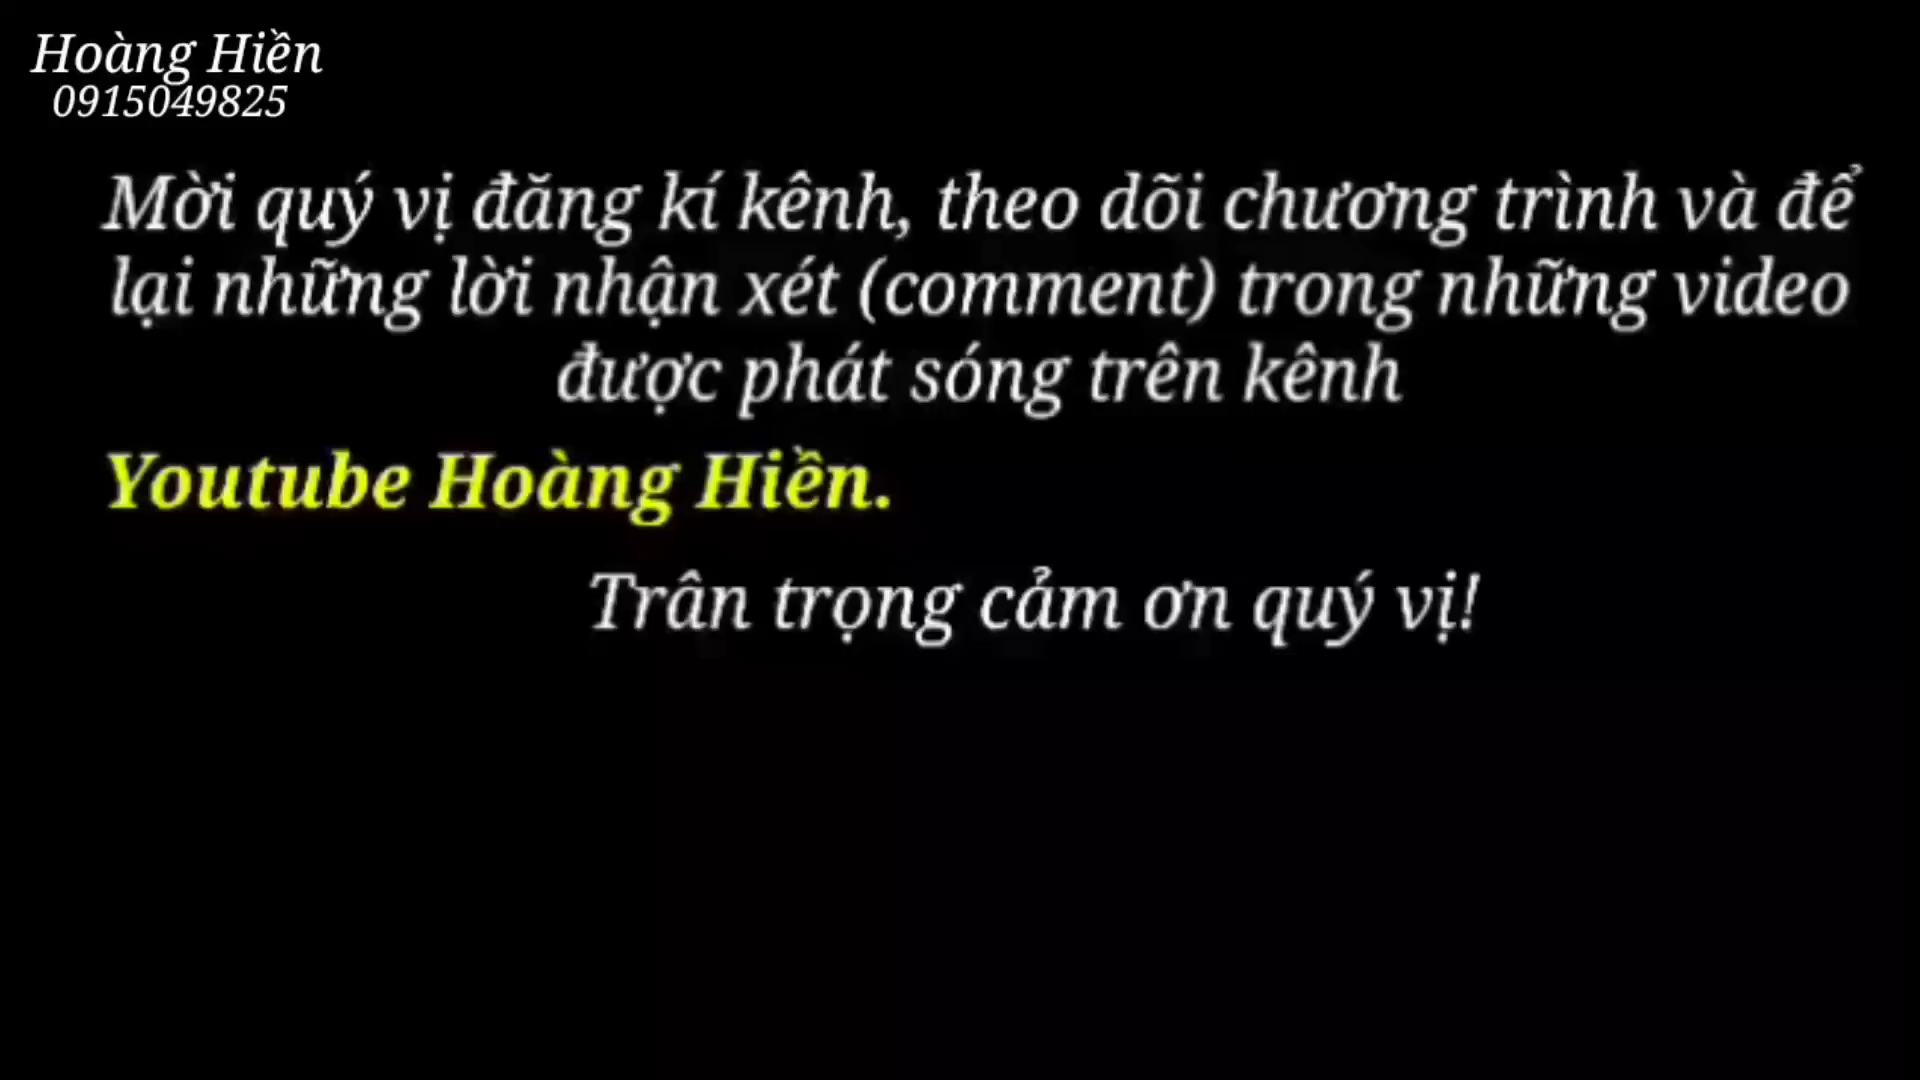 Hoàng Hiền
0915049825
Mời quý vị đăng kí kênh, theo dõi chương trình và để
lại những lời nhận xét (comment) trong những video
được phát sóng trên kênh
Youtube Hoàng Hiền.
Trân trọng cảm ơn quý vị!